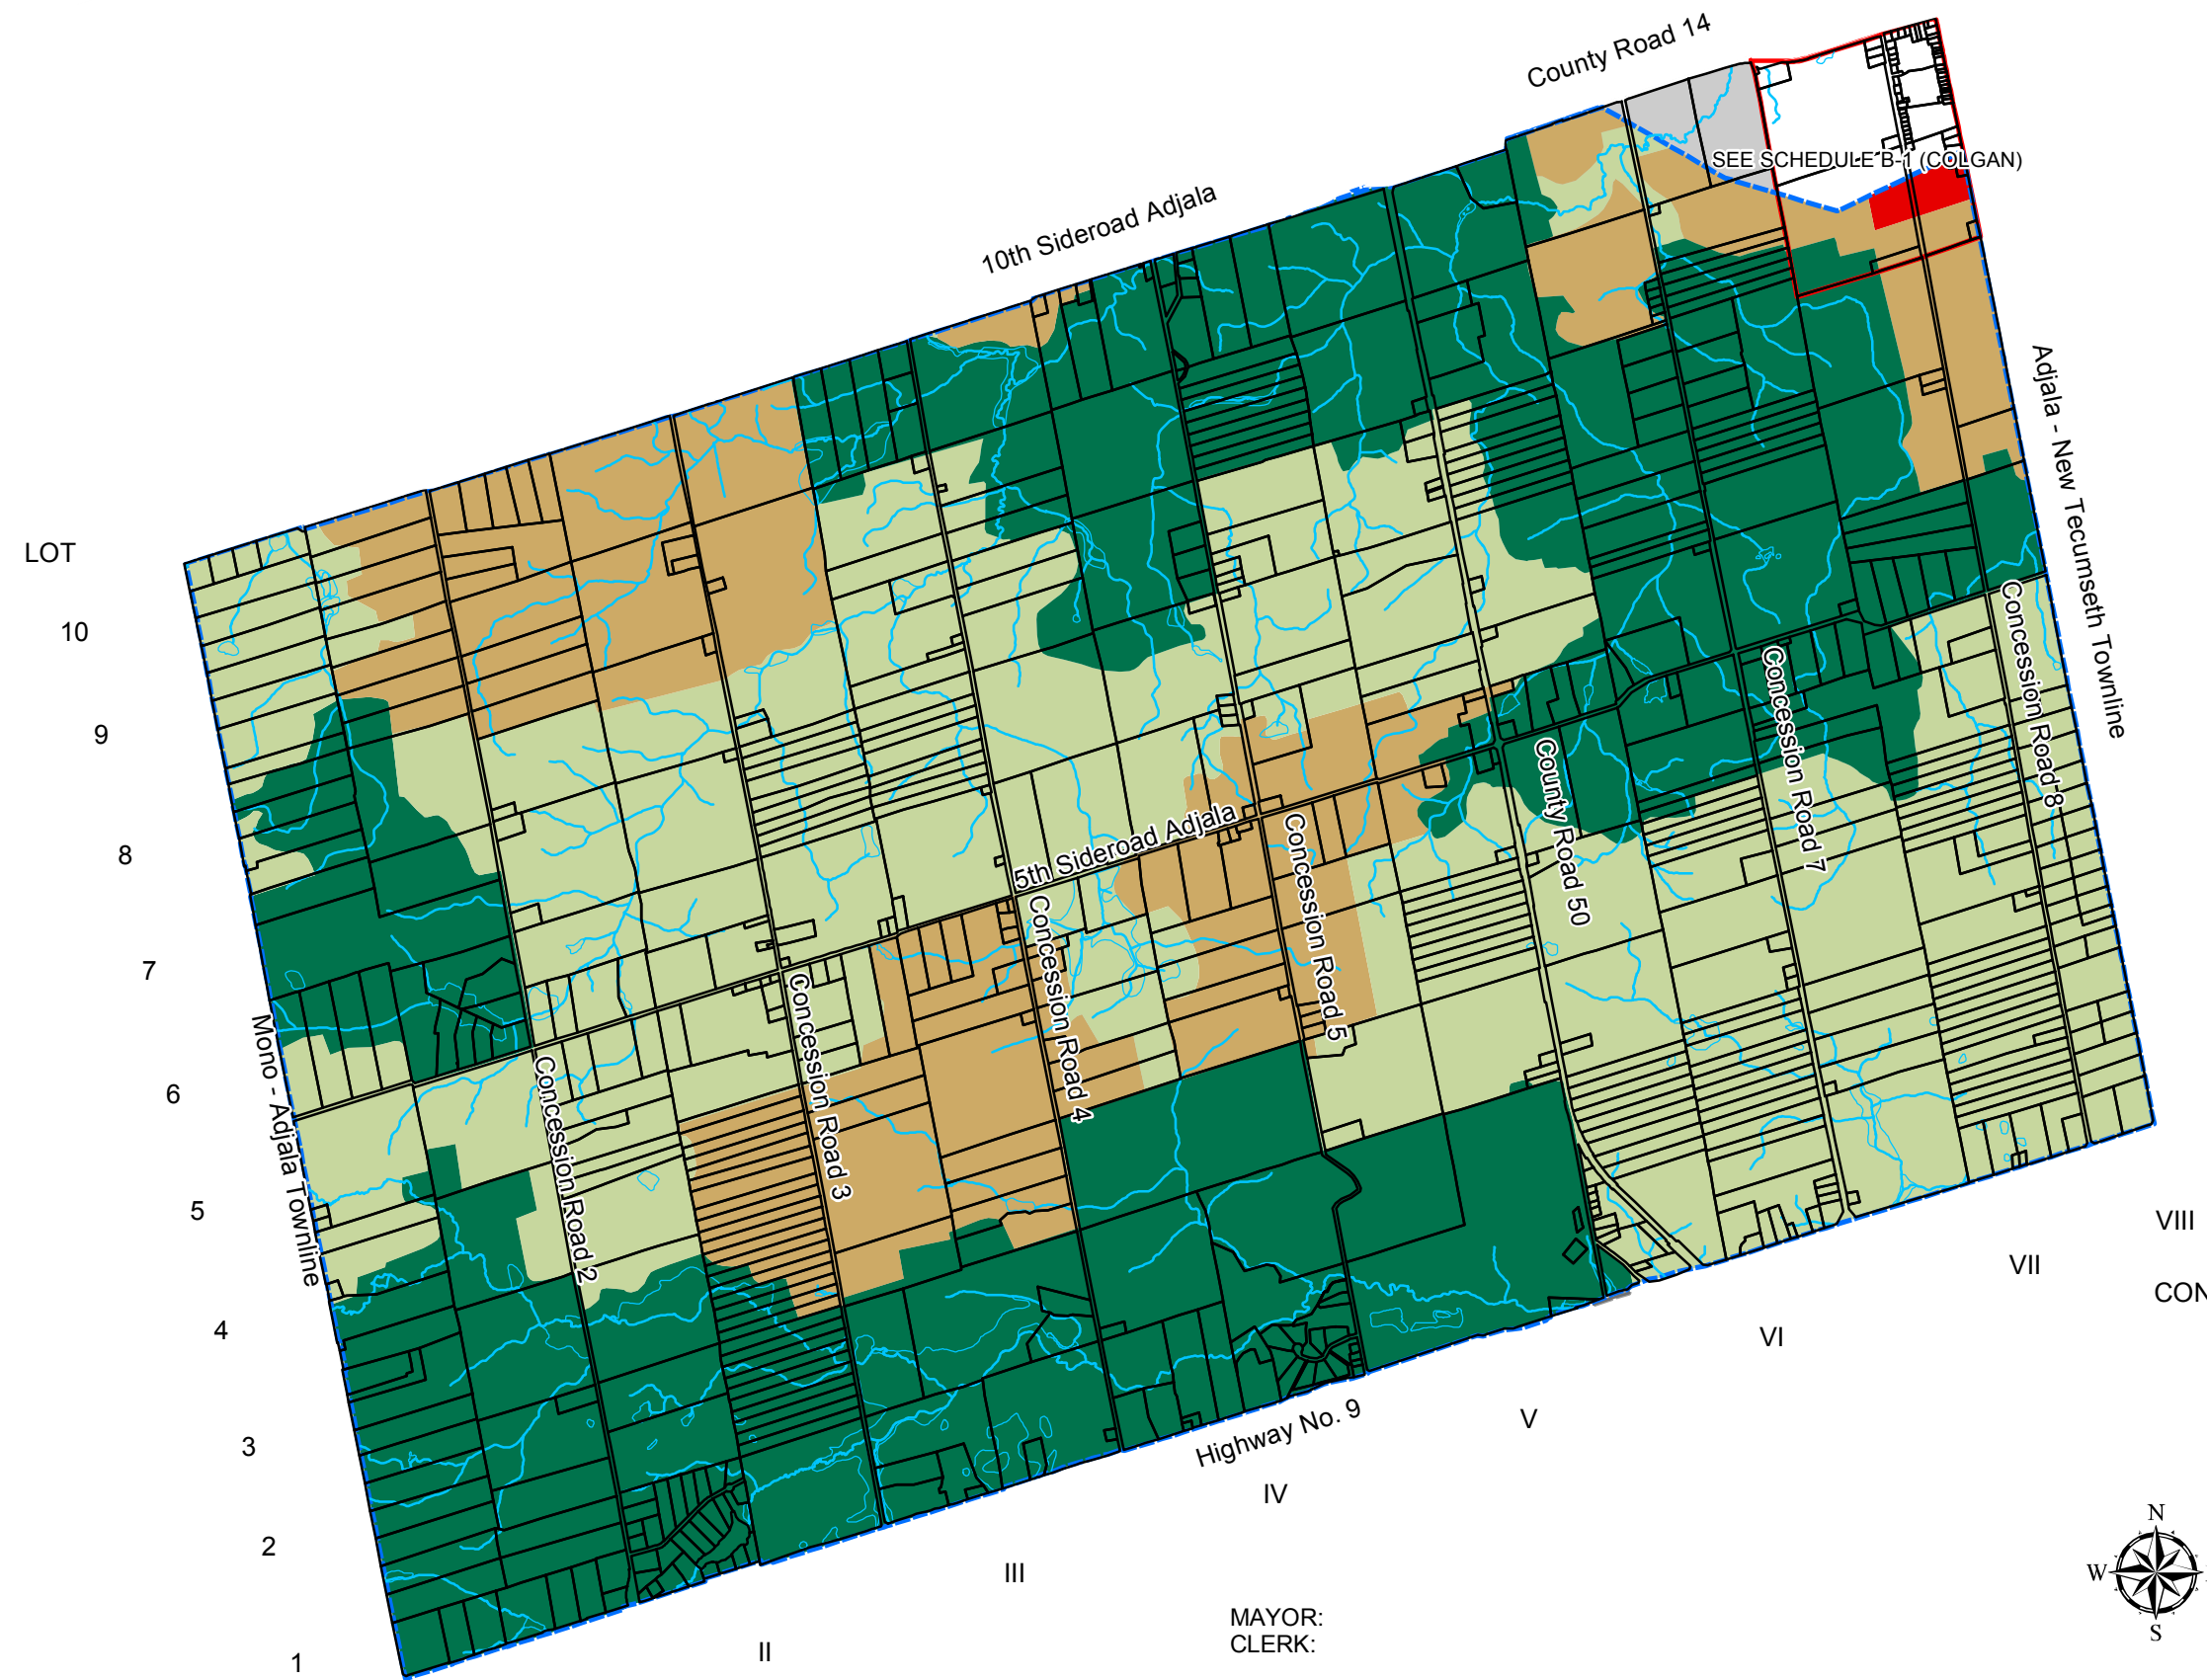 County Road 14
SEE SCHEDULE B-1 (COLGAN)
10th Sideroad Adjala
Adjala - New Tecumseth Townline
LOT
10
9
8
7
6
5
4
3
2
1
Concession Road 8
Concession Road 7
County Road 50
5th Sideroad Adjala
Concession Road 5
Concession Road 4
Concession Road 3
Concession Road 2
Mono - Adjala Townline
Highway No. 9
VIII
VII
CON
VI
V
IV
III
II
MAYOR:
CLERK:
N
W
S